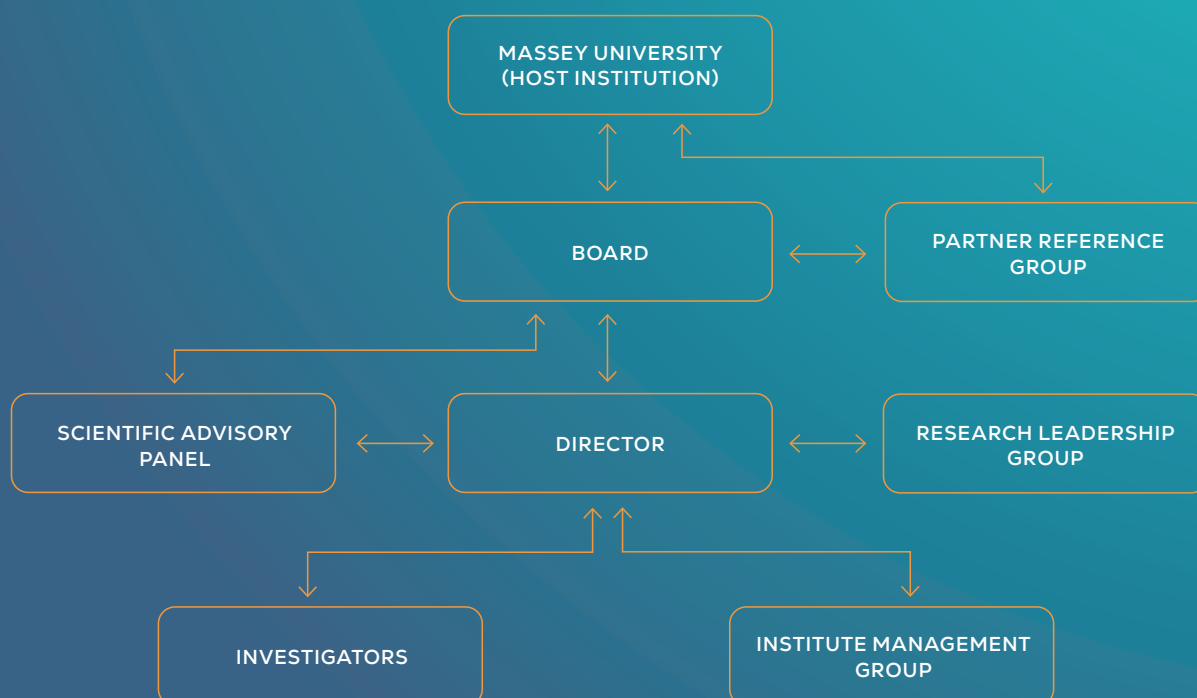 MASSEY UNIVERSITY
(HOST INSTITUTION)
BOARD
PARTNER REFERENCE
GROUP
SCIENTIFIC ADVISORY
PANEL
DIRECTOR
RESEARCH LEADERSHIP
GROUP
INVESTIGATORS
INSTITUTE MANAGEMENT
GROUP